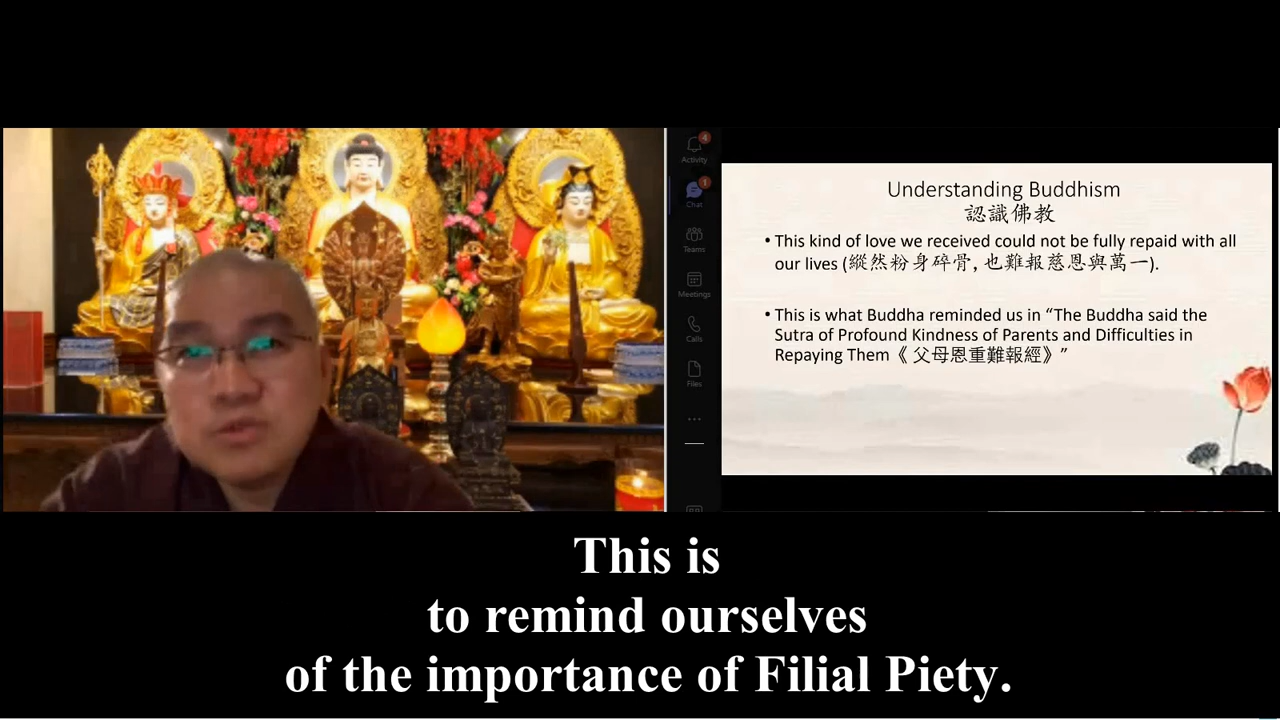 4
Activity
1
Chat
Teams
Meetings
Calls
Files
Understanding Buddhism
認識佛教
• This kind of love we received could not be fully repaid with all
our lives (縱然粉身碎骨, 也難報慈恩與萬一).
• This is what Buddha reminded us in “The Buddha said the
Sutra of Profound Kindness of Parents and Difficulties in
Repaying Them《 父母恩重難報經》”
This is
to remind ourselves
of the importance of Filial Piety.